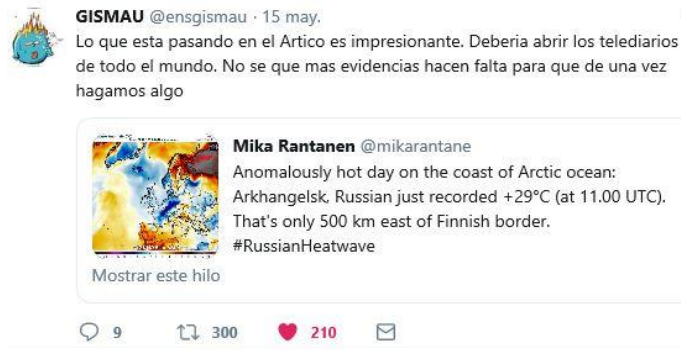 GISMAU @ensgismau · 15 may.
Lo que esta pasando en el Artico es impresionante. Deberia abrir los telediarios
de todo el mundo. No se que mas evidencias hacen falta para que de una vez
hagamos algo
Mika Rantanen @mikarantane
Anomalously hot day on the coast of Arctic ocean:
Arkhangelsk, Russian just recorded +29°C (at 11.00 UTC).
That's only 500 km east of Finnish border.
#RussianHeatwave
Mostrar este hilo
9 300 210